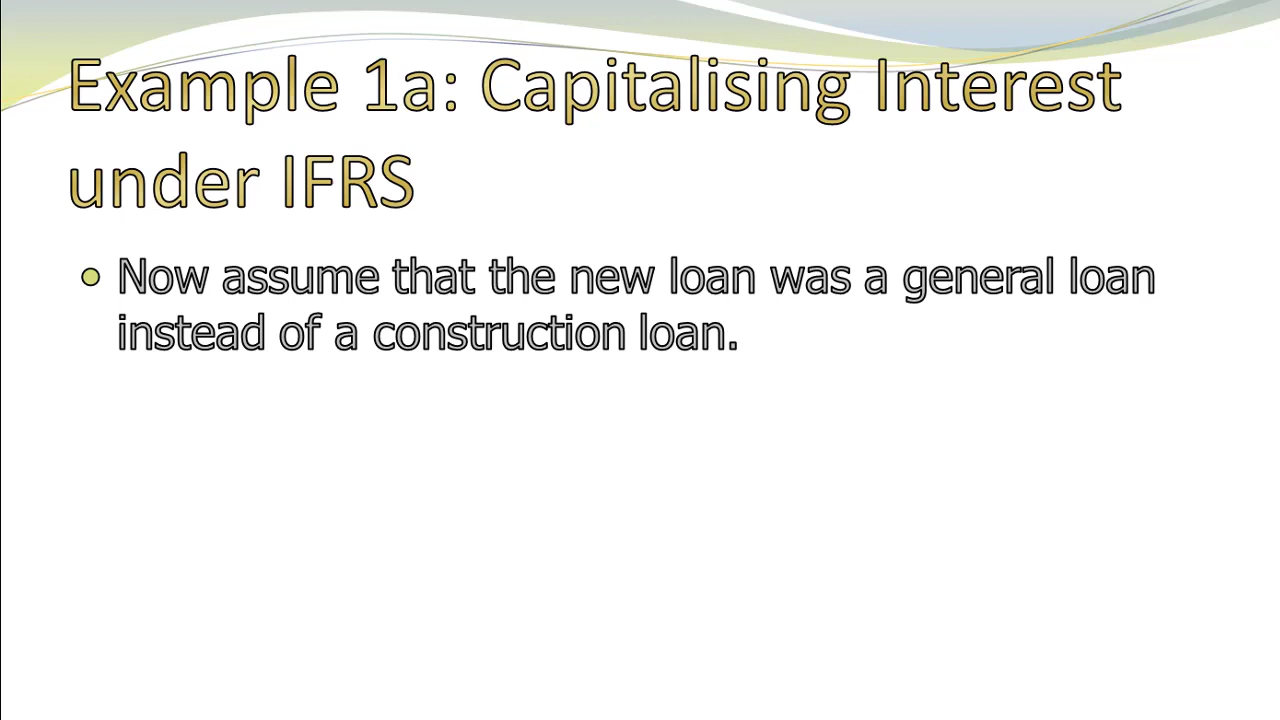 Example 1a: Capitalising Interest
under IFRS
Now assume that the new loan was a general loan
instead of a construction loan.